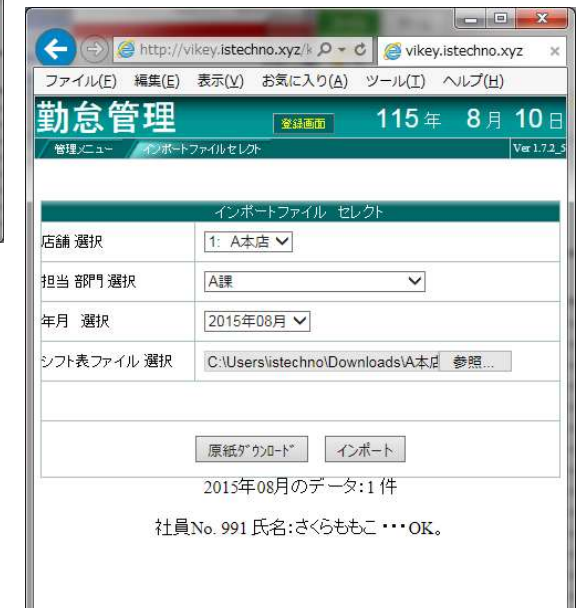 http://vikey.istechno.xyz/k
vikey.istechno.xyz
ファイル(F) 編集(E) 表示(V) お気に入り(A) ツール(T) ヘルプ(H)
勤怠管理 登録画面 115年 8月 10日
管理メニュー インポートファイルセレクト Ver 1.7.2_5
インポートファイル セレクト
店舗 選択 1: A本店
担当 部門 選択 A課
年月 選択 2015年08月
シフト表ファイル 選択 C:\Users\istechno\Downloads\A本店 参照...
原紙ダウンロード インポート
2015年08月のデータ:1 件
社員No. 991 氏名:さくらももこ ・・・OK。